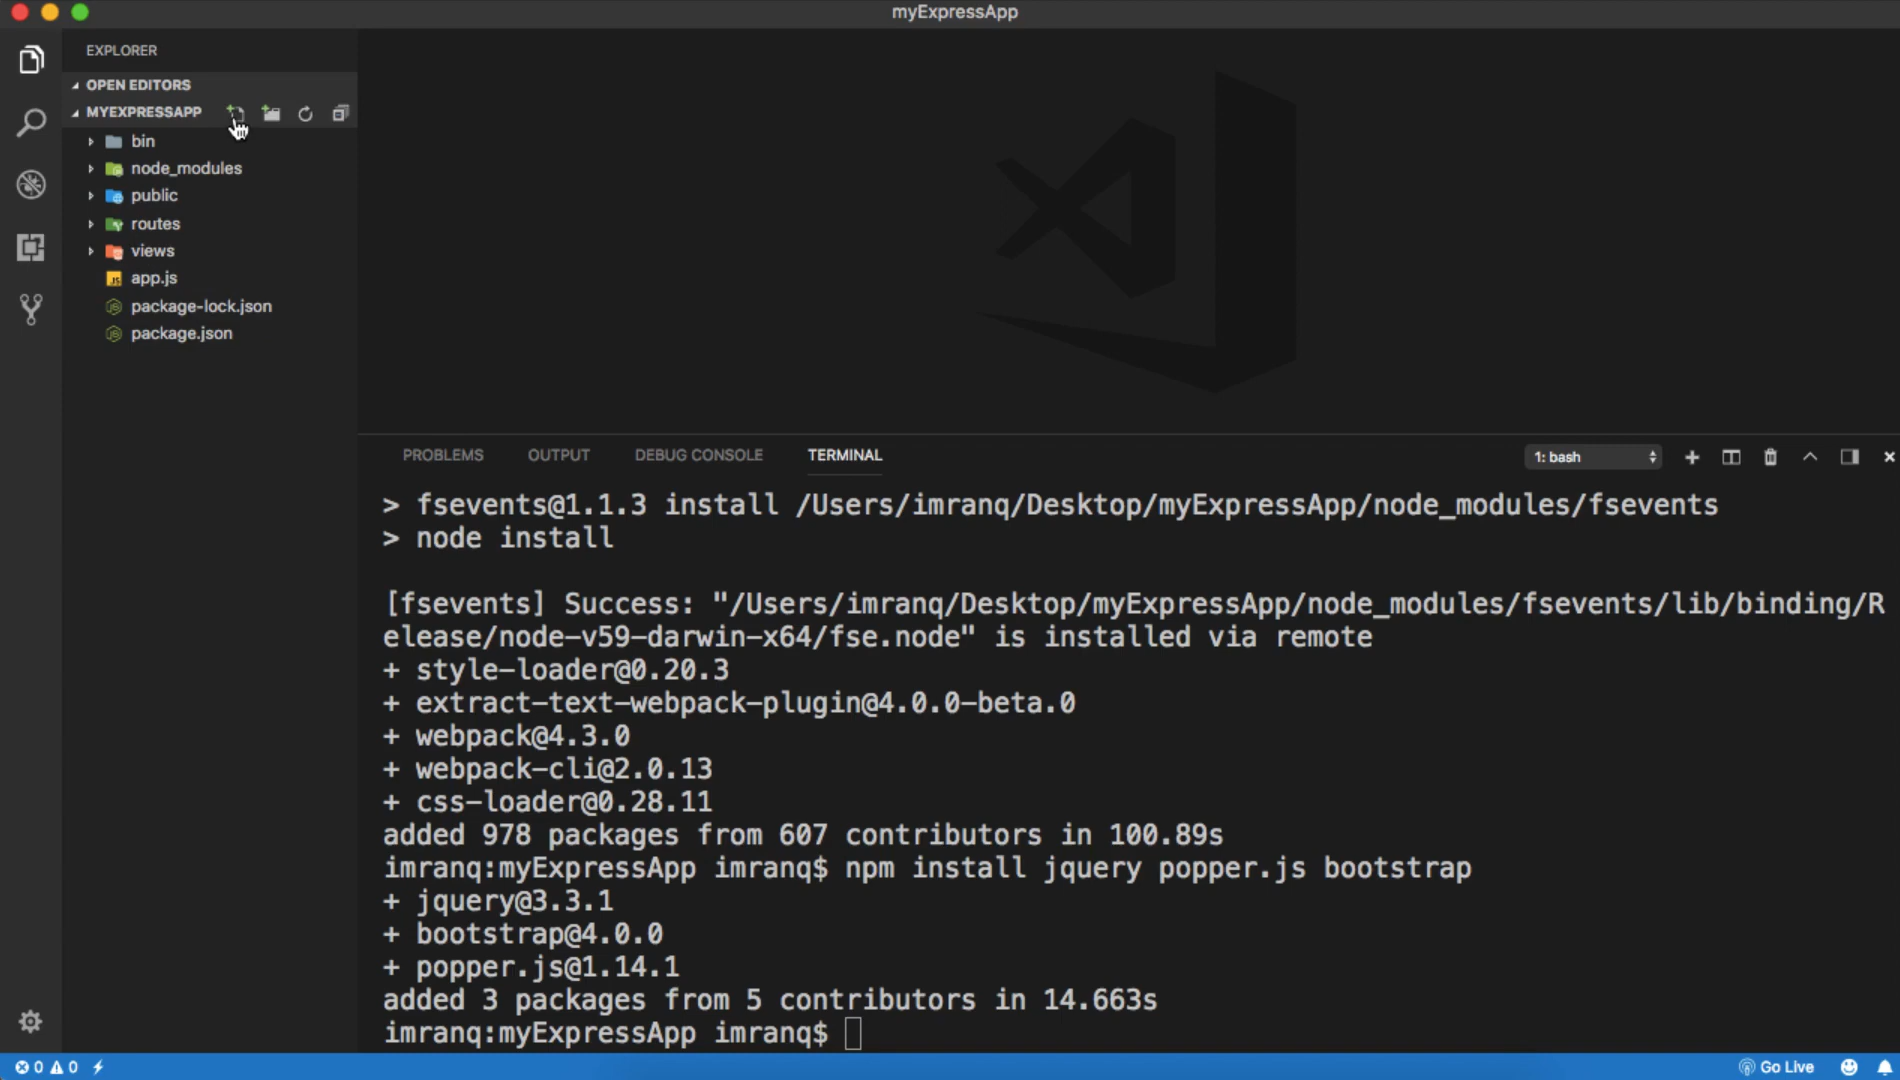 myExpressApp
EXPLORER
OPEN EDITORS
MYEXPRESSAPP
bin
node_modules
public
routes
views
app.js
package-lock.json
package.json
PROBLEMS OUTPUT DEBUG CONSOLE TERMINAL 1: bash
> fsevents@1.1.3 install /Users/imranq/Desktop/myExpressApp/node_modules/fsevents
> node install
[fsevents] Success: "/Users/imranq/Desktop/myExpressApp/node_modules/fsevents/lib/binding/R
elease/node-v59-darwin-x64/fse.node" is installed via remote
+ style-loader@0.20.3
+ extract-text-webpack-plugin@4.0.0-beta.0
+ webpack@4.3.0
+ webpack-cli@2.0.13
+ css-loader@0.28.11
added 978 packages from 607 contributors in 100.89s
imranq:myExpressApp imranq$ npm install jquery popper.js bootstrap
+ jquery@3.3.1
+ bootstrap@4.0.0
+ popper.js@1.14.1
added 3 packages from 5 contributors in 14.663s
imranq:myExpressApp imranq$
0 0 Go Live